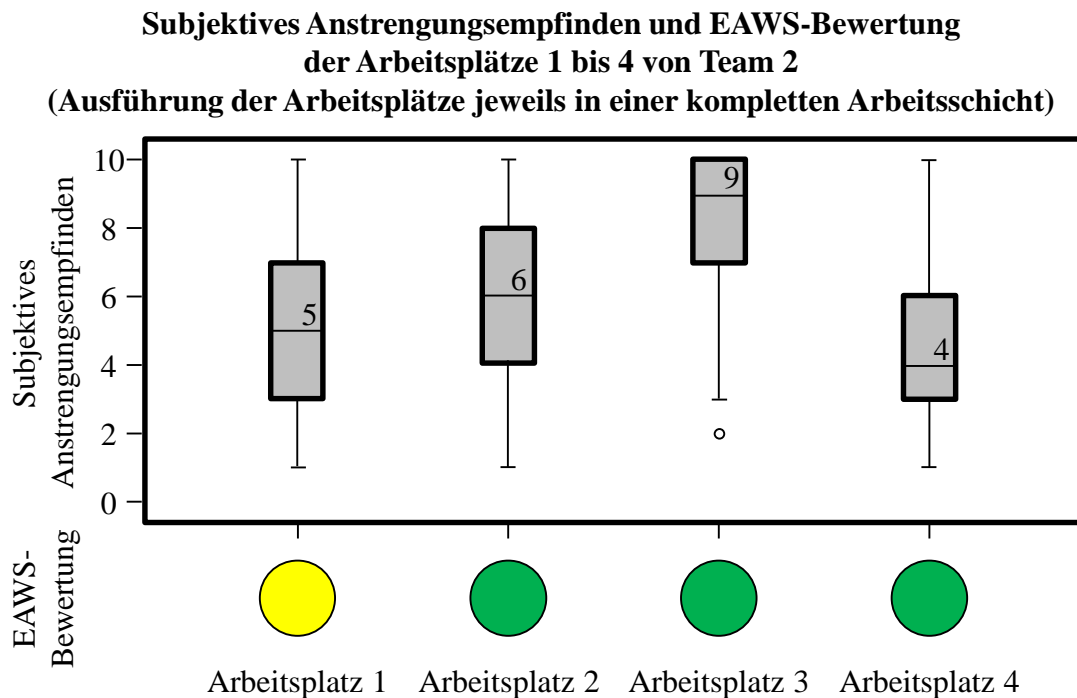 Subjektives Anstrengungsempfinden und EAWS-Bewertung
der Arbeitsplätze 1 bis 4 von Team 2
(Ausführung der Arbeitsplätze jeweils in einer kompletten Arbeitsschicht)
Subjektives
Anstrengungsempfinden
10
8
6
4
2
0
5
6
9
4
EAWS-
Bewertung
Arbeitsplatz 1 Arbeitsplatz 2 Arbeitsplatz 3 Arbeitsplatz 4